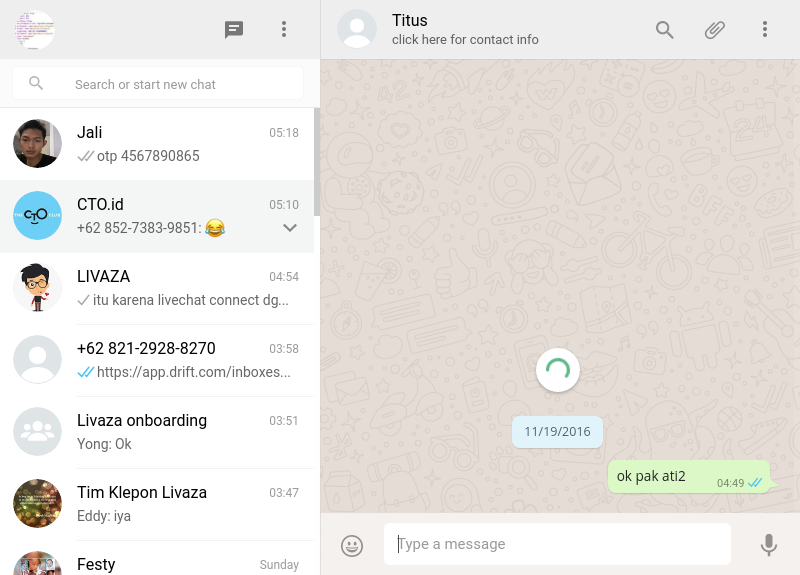 Titus
click here for contact info
Search or start new chat
Jali 05:18
otp 4567890865
CTO.id 05:10
+62 852-7383-9851: 😂
LIVAZA 04:54
itu karena livechat connect dg...
+62 821-2928-8270 03:58
https://app.drift.com/inboxes...
Livaza onboarding 03:51
Yong: Ok
Tim Klepon Livaza 03:47
Eddy: iya
Festy Sunday
11/19/2016
ok pak ati2 04:49
Type a message